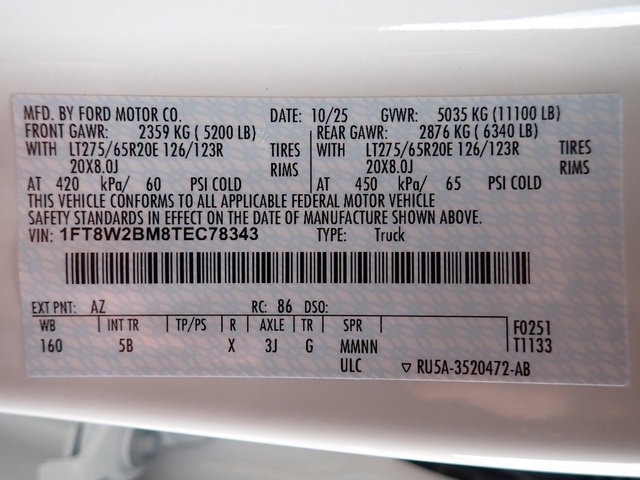 MFD. BY FORD MOTOR CO. DATE: 10/25 GVWR: 5035 KG (11100 LB)
FRONT GAWR: 2359 KG ( 5200 LB) REAR GAWR: 2876 KG ( 6340 LB)
WITH LT275/65R20E 126/123R TIRES WITH LT275/65R20E 126/123R TIRES
20X8.0J RIMS 20X8.0J RIMS
AT 420 kPa/ 60 PSI COLD AT 450 kPa/ 65 PSI COLD
THIS VEHICLE CONFORMS TO ALL APPLICABLE FEDERAL MOTOR VEHICLE
SAFETY STANDARDS IN EFFECT ON THE DATE OF MANUFACTURE SHOWN ABOVE.
VIN: 1FT8W2BM8TEC78343 TYPE: Truck
EXT PNT: AZ RC: 86 DSO:
WB INT TR TP/PS R AXLE TR SPR F0251
160 5B X 3J G MMNN T1133
ULC ▽ RU5A-3520472-AB